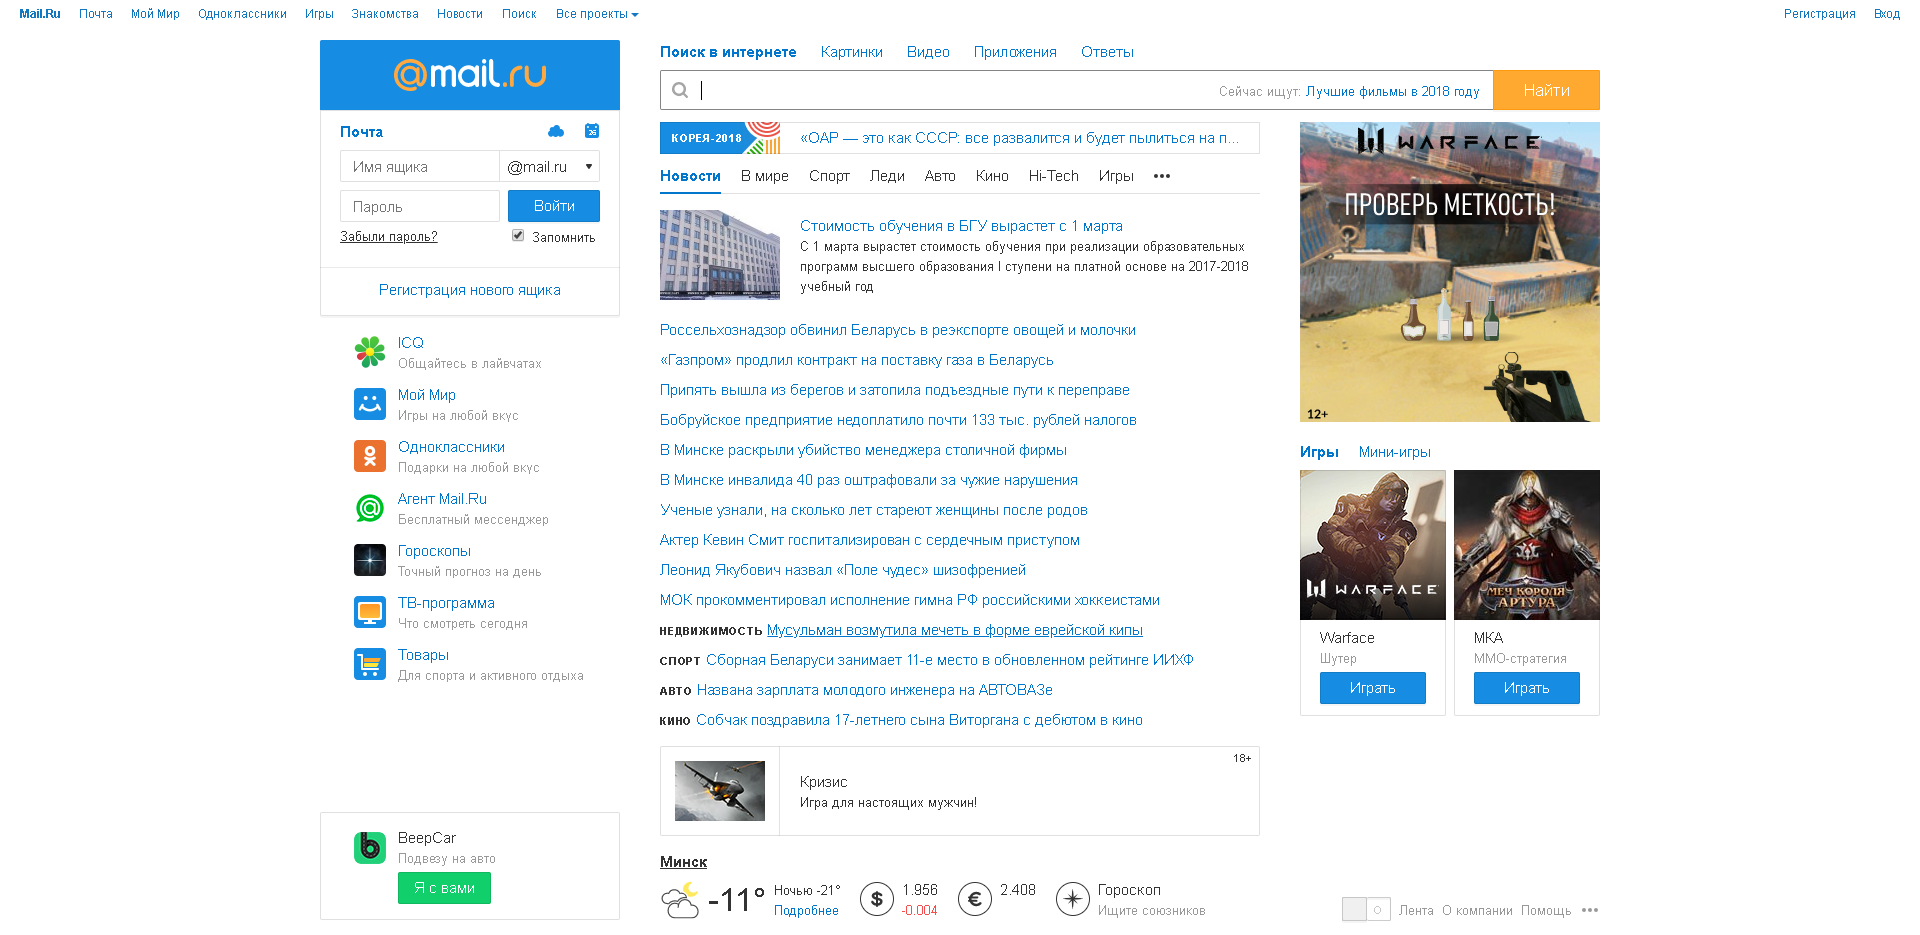 Mail.Ru Почта Мой Мир Одноклассники Игры Знакомства Новости Поиск Все проекты Регистрация Вход
@mail.ru
Почта
26
Имя ящика @mail.ru
Пароль Войти
Забыли пароль? Запомнить
Регистрация нового ящика
ICQ
Общайтесь в лайвчатах
Мой Мир
Игры на любой вкус
Одноклассники
Подарки на любой вкус
Агент Mail.Ru
Бесплатный мессенджер
Гороскопы
Точный прогноз на день
ТВ-программа
Что смотреть сегодня
Товары
Для спорта и активного отдыха
BeepCar
Подвезу на авто
Я с вами
Поиск в интернете Картинки Видео Приложения Ответы
Сейчас ищут: Лучшие фильмы в 2018 году Найти
КОРЕЯ-2018 «ОАР — это как СССР: все развалится и будет пылиться на п...
Новости В мире Спорт Леди Авто Кино Hi-Tech Игры •••
Стоимость обучения в БГУ вырастет с 1 марта
С 1 марта вырастет стоимость обучения при реализации образовательных
программ высшего образования I ступени на платной основе на 2017-2018
учебный год
Россельхознадзор обвинил Беларусь в реэкспорте овощей и молочки
«Газпром» продлил контракт на поставку газа в Беларусь
Припять вышла из берегов и затопила подъездные пути к переправе
Бобруйское предприятие недоплатило почти 133 тыс. рублей налогов
В Минске раскрыли убийство менеджера столичной фирмы
В Минске инвалида 40 раз оштрафовали за чужие нарушения
Ученые узнали, на сколько лет стареют женщины после родов
Актер Кевин Смит госпитализирован с сердечным приступом
Леонид Якубович назвал «Поле чудес» шизофренией
МОК прокомментировал исполнение гимна РФ российскими хоккеистами
НЕДВИЖИМОСТЬ Мусульман возмутила мечеть в форме еврейской кипы
СПОРТ Сборная Беларуси занимает 11-е место в обновленном рейтинге ИИХФ
АВТО Названа зарплата молодого инженера на АВТОВАЗе
КИНО Собчак поздравила 17-летнего сына Виторгана с дебютом в кино
18+
Кризис
Игра для настоящих мужчин!
Минск
-11° Ночью -21°
Подробнее
$ 1.956
-0.004
€ 2.408
Гороскоп
Ищите союзников
WARFACE
ПРОВЕРЬ МЕТКОСТЬ!
12+
Игры Мини-игры
WARFACE
МЕЧ КОРОЛЯ
АРТУРА
Warface
Шутер
Играть
МКА
ММО-стратегия
Играть
Лента О компании Помощь •••